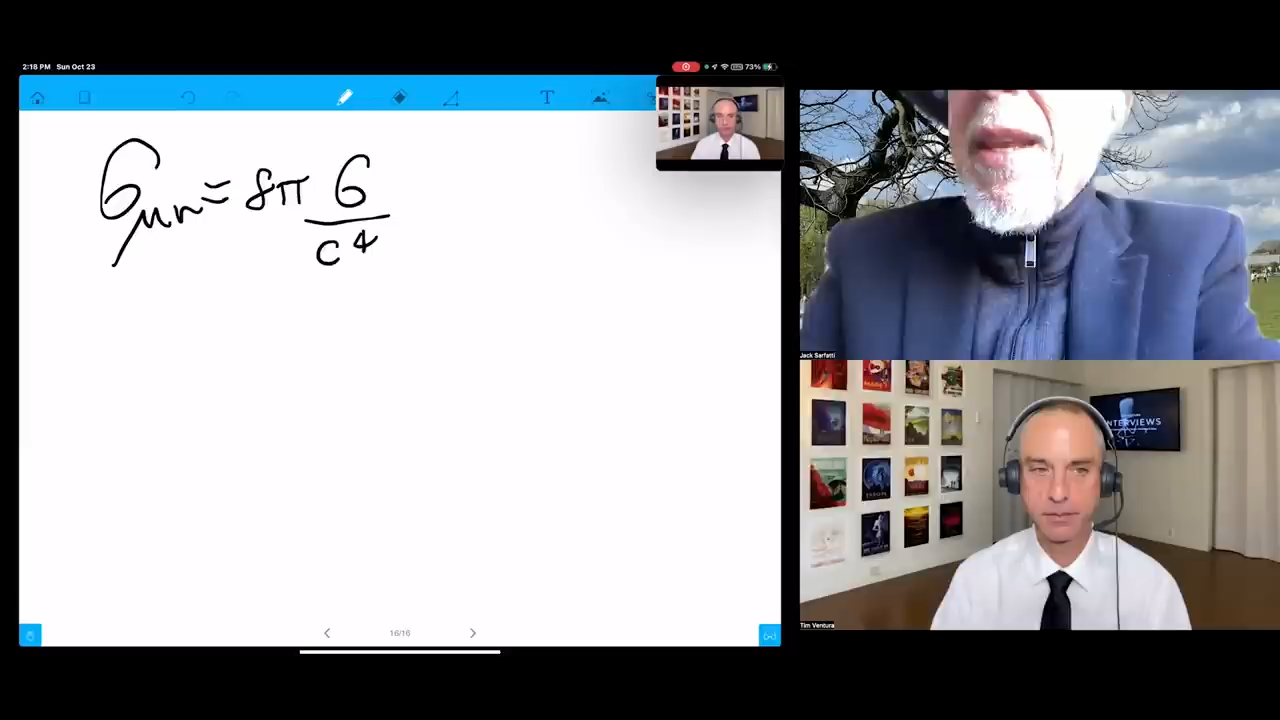 2:18 PM Sun Oct 23
73%
Gμν = 8π G
c⁴
T
16/16
Jack Sarfatti
INTERVIEWS
Tim Ventura